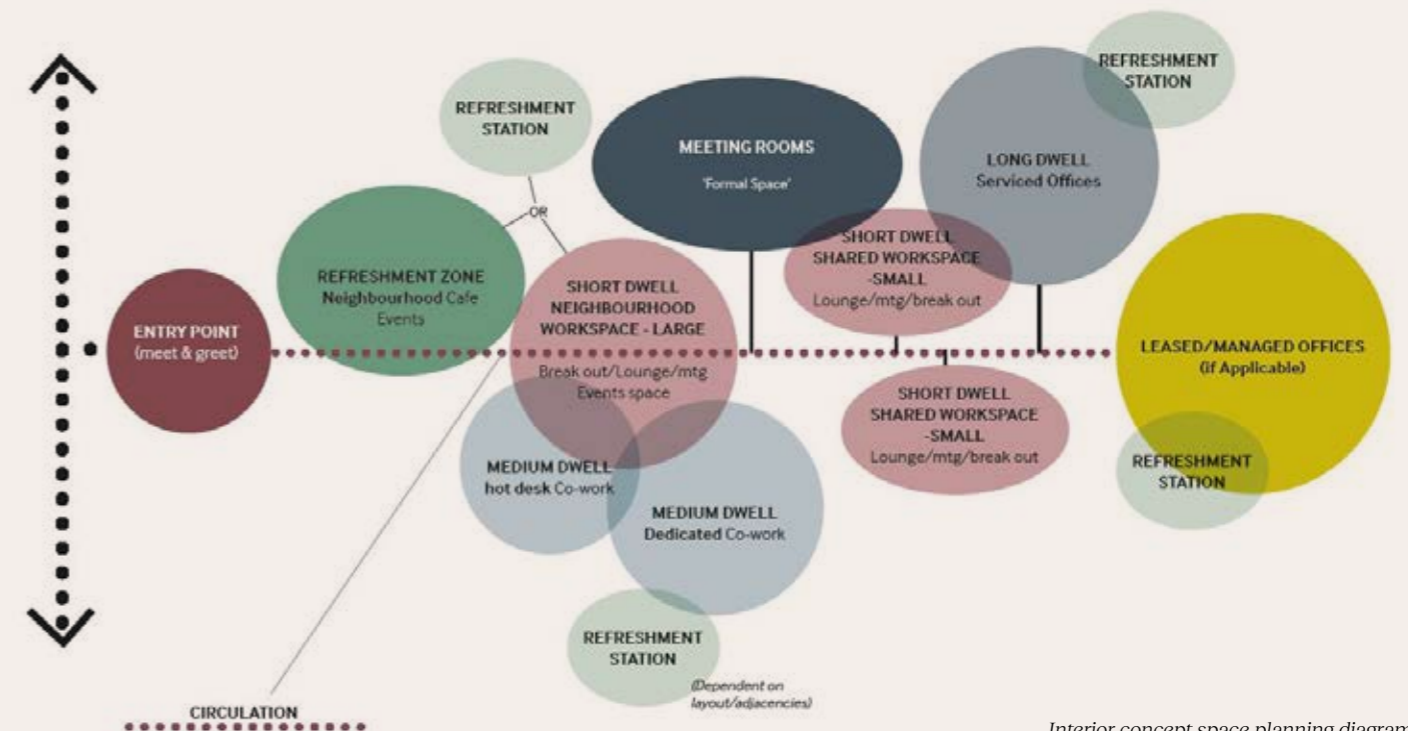 REFRESHMENT
STATION
REFRESHMENT
STATION
MEETING ROOMS
'Formal Space'
LONG DWELL
Serviced Offices
OR
SHORT DWELL
SHARED WORKSPACE
-SMALL
Lounge/mtg/break out
REFRESHMENT ZONE
Neighbourhood Cafe
Events
SHORT DWELL
NEIGHBOURHOOD
WORKSPACE - LARGE
Break out/Lounge/mtg
Events space
ENTRY POINT
(meet & greet)
LEASED/MANAGED OFFICES
(if Applicable)
SHORT DWELL
SHARED WORKSPACE
-SMALL
Lounge/mtg/break out
MEDIUM DWELL
hot desk Co-work
REFRESHMENT
STATION
MEDIUM DWELL
Dedicated Co-work
REFRESHMENT
STATION
(Dependent on
layout/adjacencies)
CIRCULATION
Interior concept space planning diagram